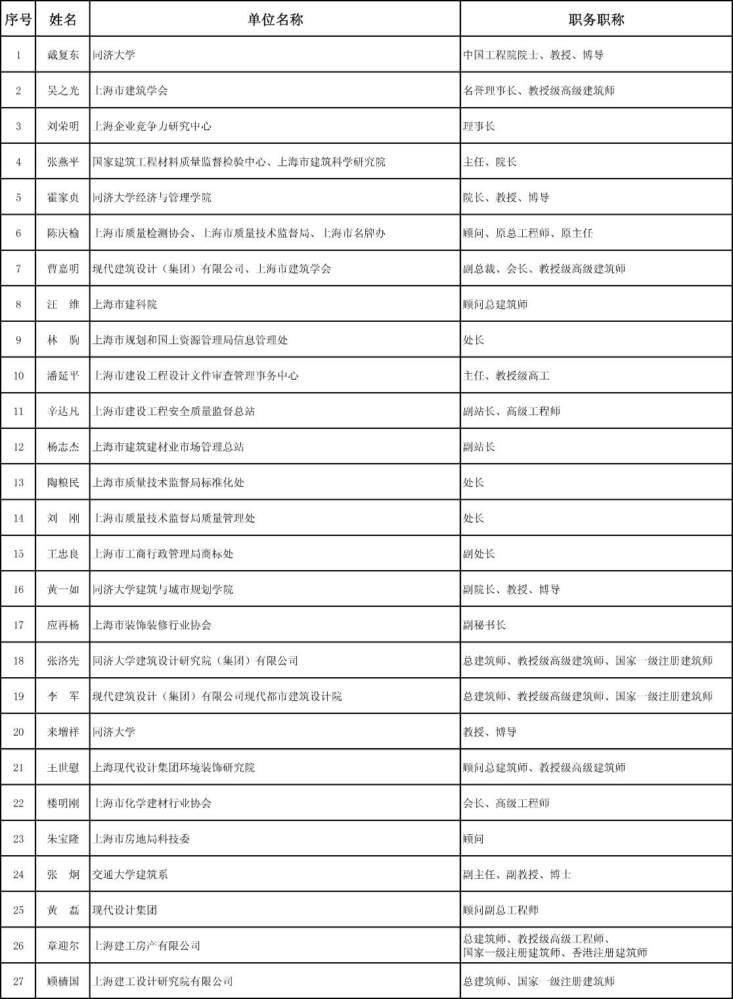 序号 姓名 单位名称 职务职称
1 戴复东 同济大学 中国工程院院士、教授、博导
2 吴之光 上海市建筑学会 名誉理事长、教授级高级建筑师
3 刘荣明 上海企业竞争力研究中心 理事长
4 张燕平 国家建筑工程材料质量监督检验中心、上海市建筑科学研究院 主任、院长
5 霍家贞 同济大学经济与管理学院 院长、教授、博导
6 陈庆榆 上海市质量检测协会、上海市质量技术监督局、上海市名牌办 顾问、原总工程师、原主任
7 曹嘉明 现代建筑设计（集团）有限公司、上海市建筑学会 副总裁、会长、教授级高级建筑师
8 汪 维 上海市建科院 顾问总建筑师
9 林 驹 上海市规划和国土资源管理局信息管理处 处长
10 潘延平 上海市建设工程设计文件审查管理事务中心 主任、教授级高工
11 辛达凡 上海市建设工程安全质量监督总站 副站长、高级工程师
12 杨志杰 上海市建筑建材业市场管理总站 副站长
13 陶粮民 上海市质量技术监督局标准化处 处长
14 刘 刚 上海市质量技术监督局质量管理处 处长
15 王忠良 上海市工商行政管理局商标处 副处长
16 黄一如 同济大学建筑与城市规划学院 副院长、教授、博导
17 应再杨 上海市装饰装修行业协会 副秘书长
18 张洛先 同济大学建筑设计研究院（集团）有限公司 总建筑师、教授级高级建筑师、国家一级注册建筑师
19 李 军 现代建筑设计（集团）有限公司现代都市建筑设计院 总建筑师、教授级高级建筑师、国家一级注册建筑师
20 来增祥 同济大学 教授、博导
21 王世慰 上海现代设计集团环境装饰研究院 顾问总建筑师、教授级高级建筑师
22 楼明刚 上海市化学建材行业协会 会长、高级工程师
23 朱宝隆 上海市房地局科技委 顾问
24 张 炯 交通大学建筑系 副主任、副教授、博士
25 黄 磊 现代设计集团 顾问副总工程师
26 章迎尔 上海建工房产有限公司 总建筑师、教授级高级工程师、
国家一级注册建筑师、香港注册建筑师
27 顾樯国 上海建工设计研究院有限公司 总建筑师、国家一级注册建筑师